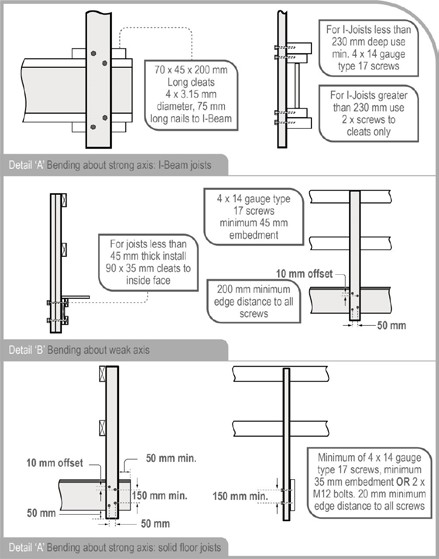 70 x 45 x 200 mm
Long cleats
4 x 3.15 mm
diameter, 75 mm
long nails to I-Beam
For I-Joists less than
230 mm deep use
min. 4 x 14 gauge
type 17 screws
For I-Joists greater
than 230 mm use
2 x screws to
cleats only
Detail ‘A’ Bending about strong axis: I-Beam joists
For joists less than
45 mm thick install
90 x 35 mm cleats to
inside face
4 x 14 gauge type
17 screws
minimum 45 mm
embedment
10 mm offset
200 mm minimum
edge distance to all
screws
50 mm
Detail ‘B’ Bending about weak axis
10 mm offset
50 mm min.
150 mm min.
50 mm
50 mm
150 mm min.
Minimum of 4 x 14 gauge
type 17 screws, minimum
35 mm embedment OR 2 x
M12 bolts. 20 mm minimum
edge distance to all screws
Detail ‘A’ Bending about strong axis: solid floor joists